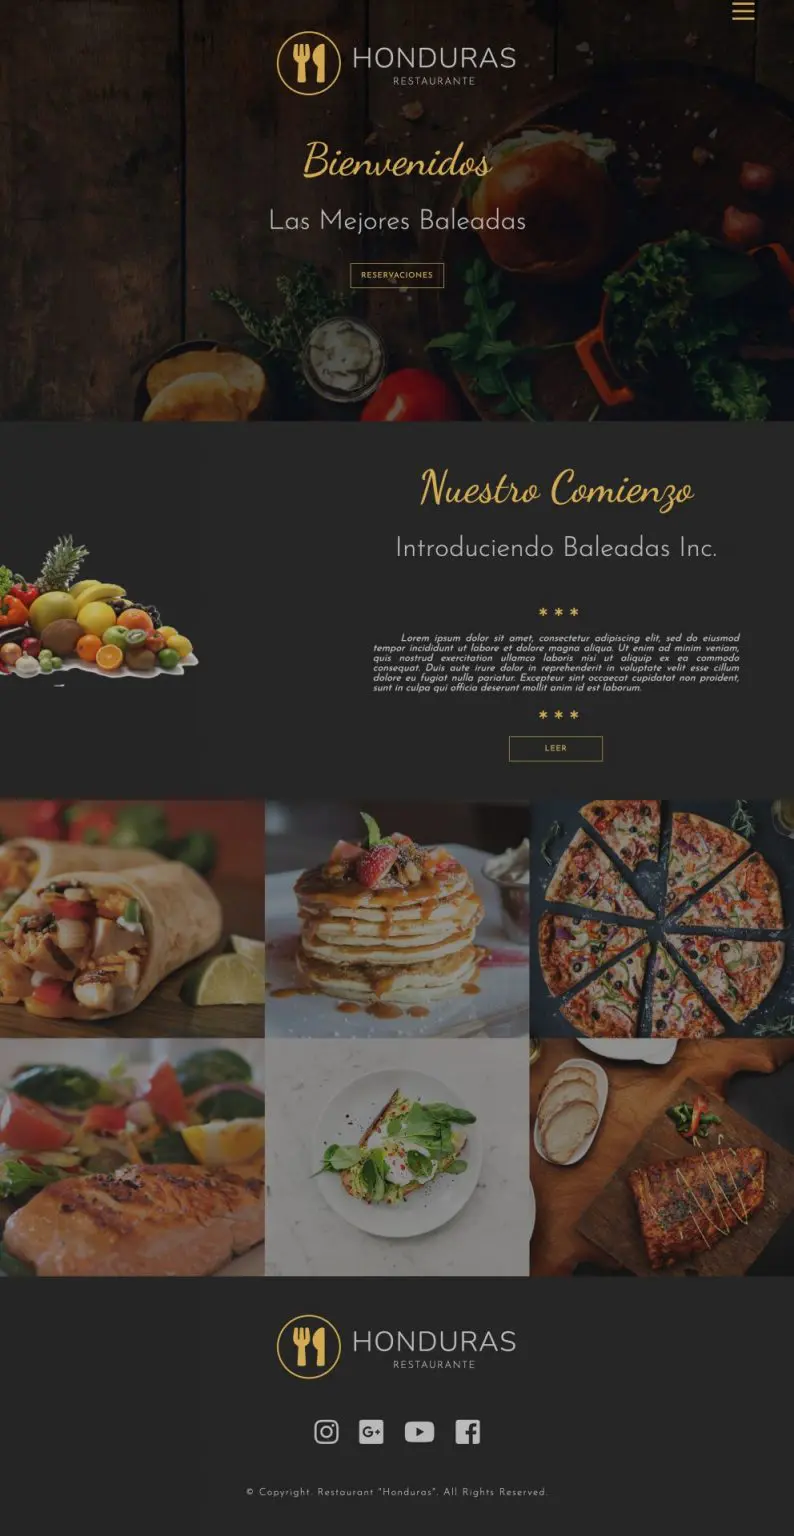 HONDURAS
RESTAURANTE
Bienvenidos
Las Mejores Baleadas
RESERVACIONES
Nuestro Comienzo
Introduciendo Baleadas Inc.
* * *
Lorem ipsum dolor sit amet, consectetur adipiscing elit, sed do eiusmod
tempor incididunt ut labore et dolore magna aliqua. Ut enim ad minim veniam,
quis nostrud exercitation ullamco laboris nisi ut aliquip ex ea commodo
consequat. Duis aute irure dolor in reprehenderit in voluptate velit esse cillum
dolore eu fugiat nulla pariatur. Excepteur sint occaecat cupidatat non proident,
sunt in culpa qui officia deserunt mollit anim id est laborum.
* * *
LEER
HONDURAS
RESTAURANTE
G+
© Copyright. Restaurant "Honduras". All Rights Reserved.